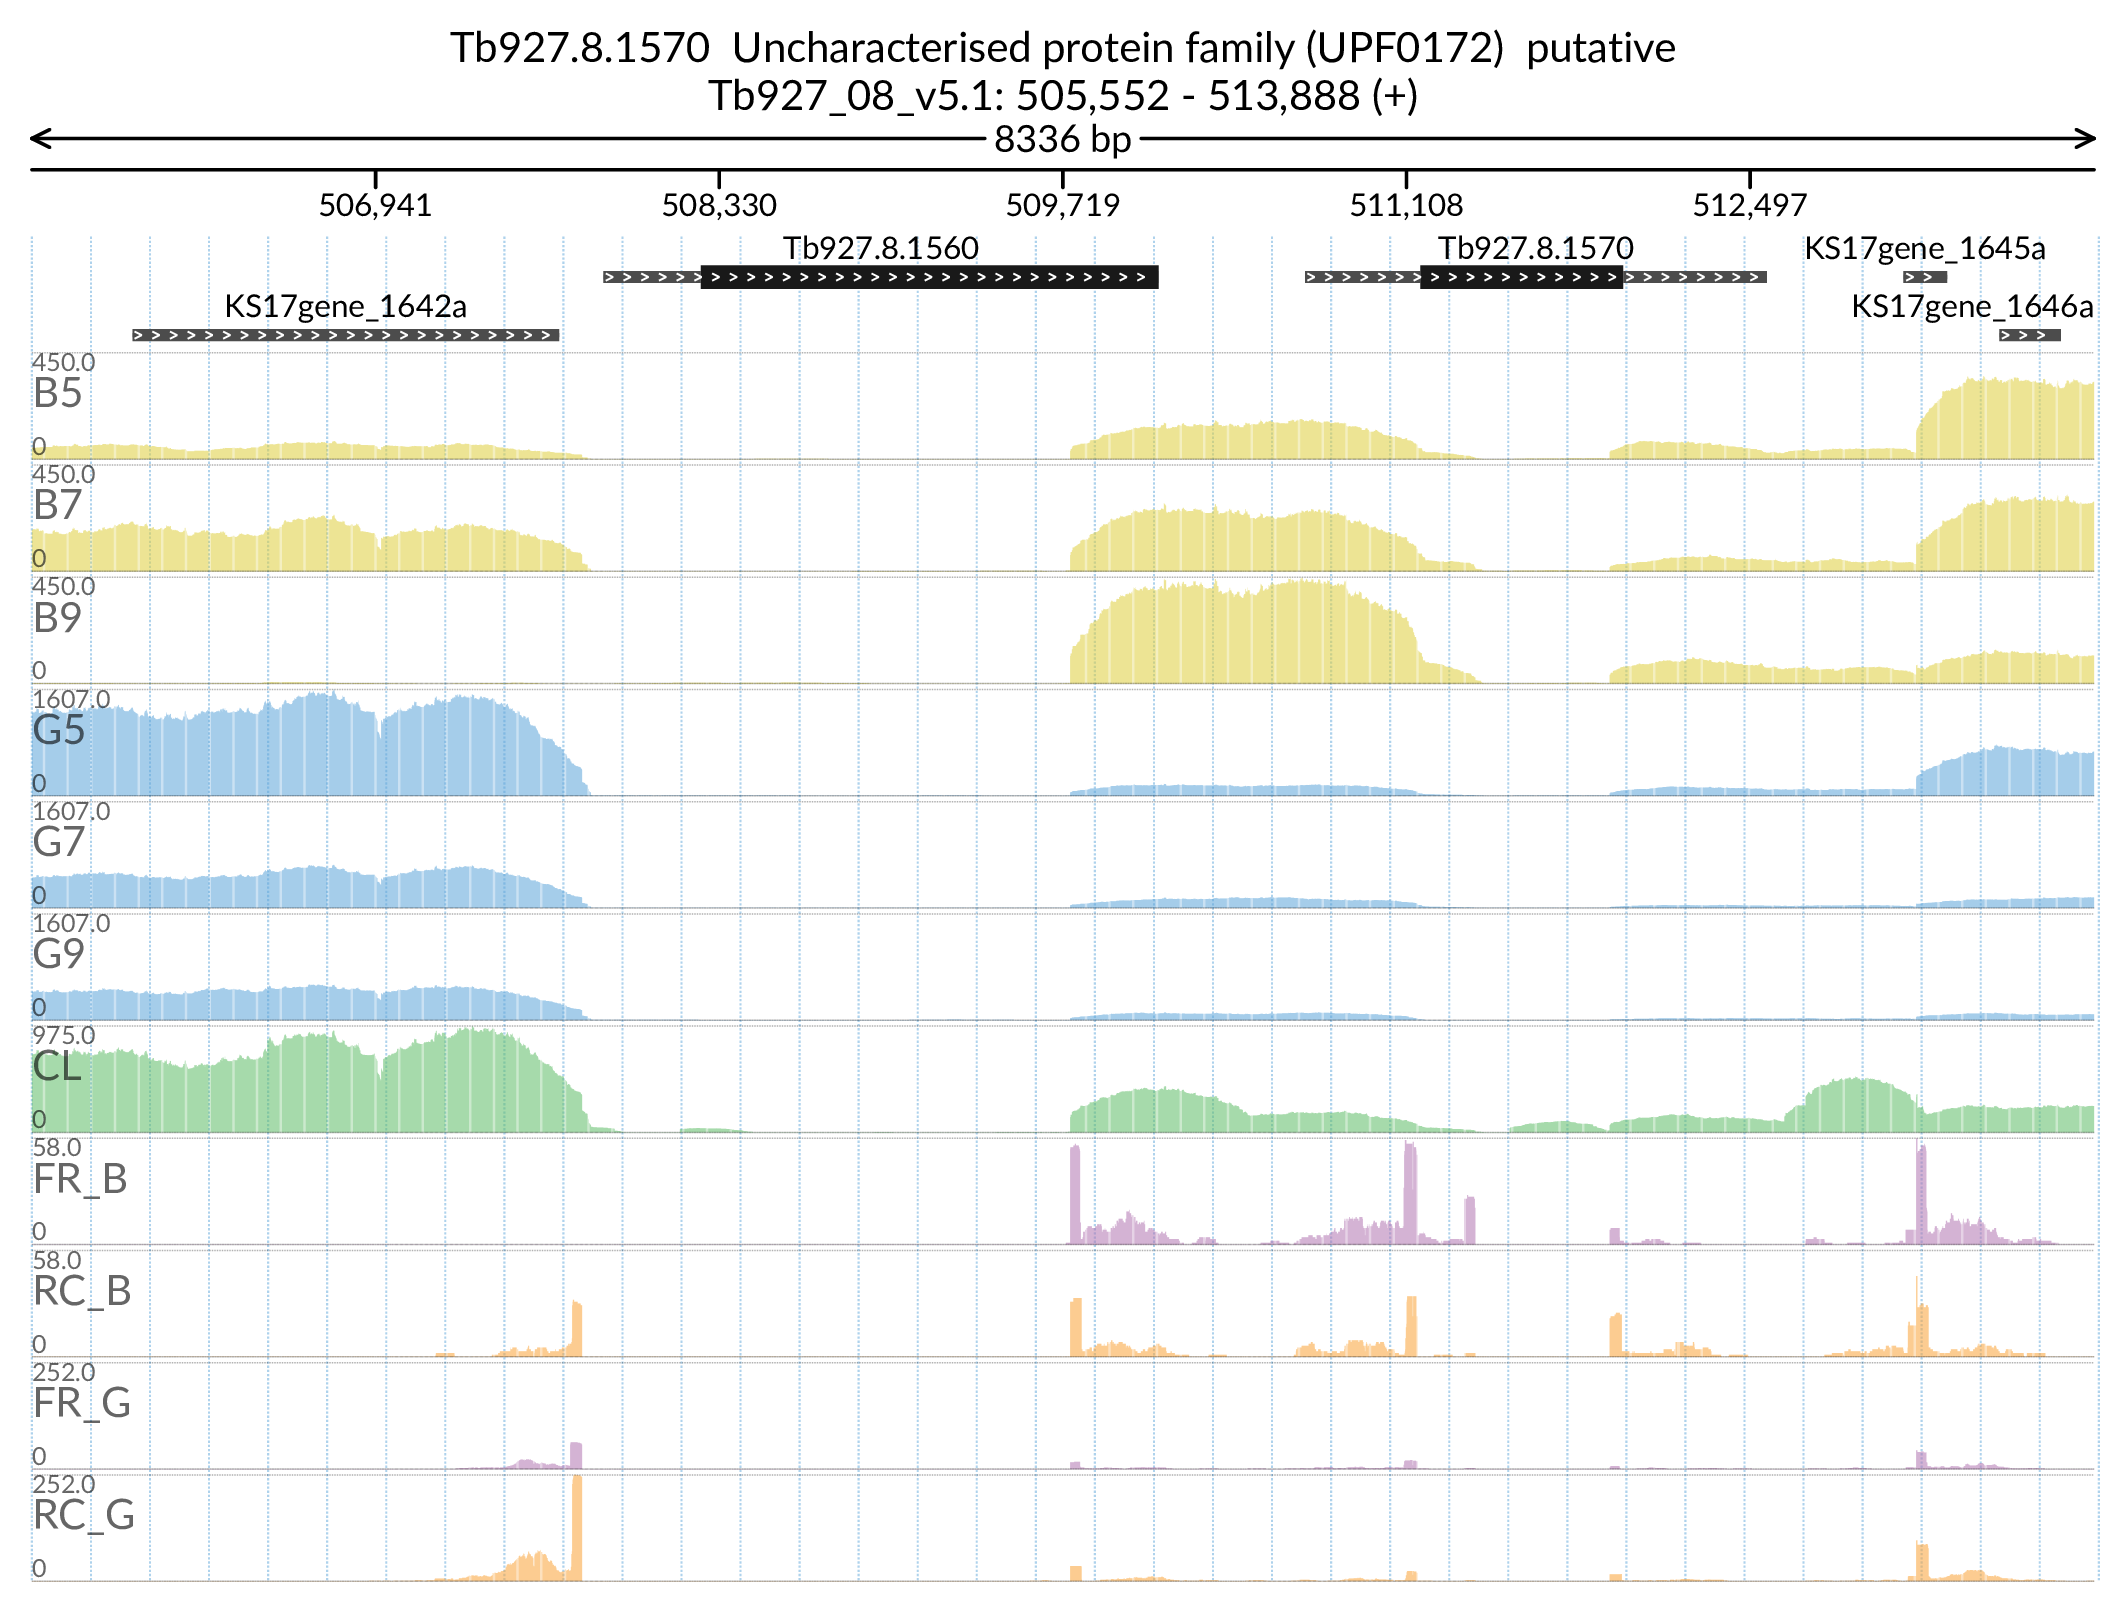 Tb927.8.1570  Uncharacterised protein family (UPF0172)  putative
Tb927_08_v5.1: 505,552 - 513,888 (+)
8336 bp
506,941 508,330 509,719 511,108 512,497
Tb927.8.1560 Tb927.8.1570 KS17gene_1645a
KS17gene_1642a KS17gene_1646a
450.0
B5
0
450.0
B7
0
450.0
B9
0
1607.0
G5
0
1607.0
G7
0
1607.0
G9
0
975.0
CL
0
58.0
FR_B
0
58.0
RC_B
0
252.0
FR_G
0
252.0
RC_G
0